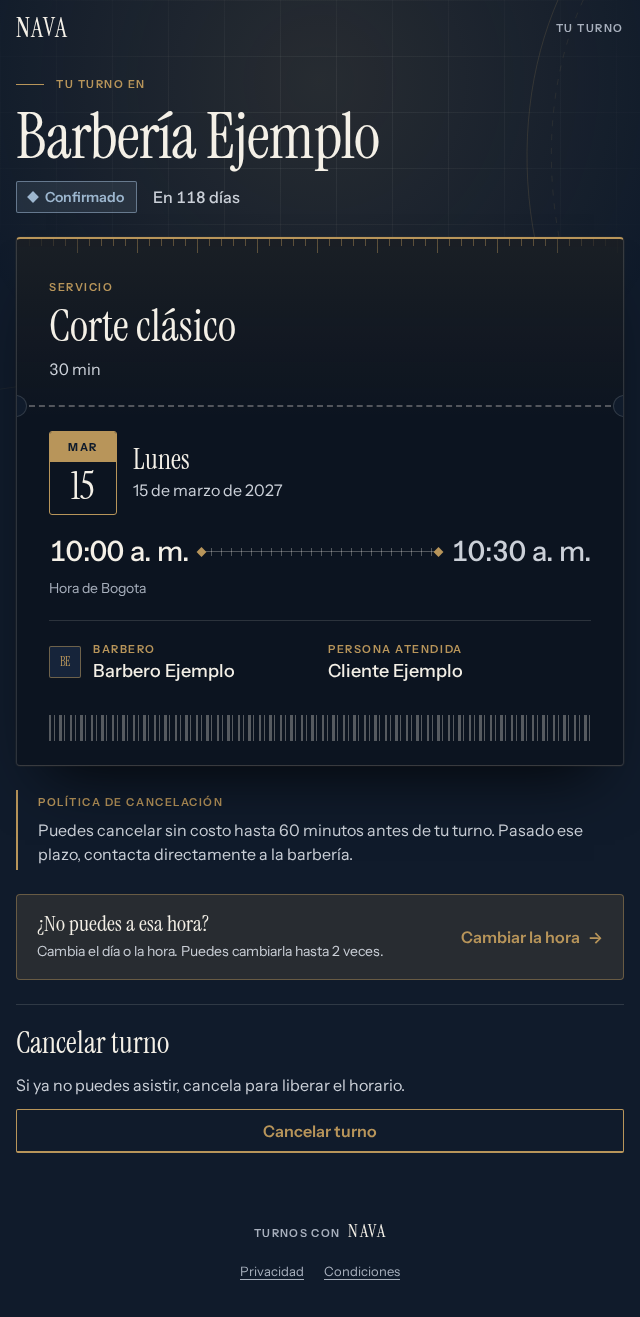 NAVA
TU TURNO
TU TURNO EN
Barbería Ejemplo
Confirmado
En 118 días
SERVICIO
Corte clásico
30 min
MAR
15
Lunes
15 de marzo de 2027
10:00 a. m.
10:30 a. m.
Hora de Bogota
BE
BARBERO
Barbero Ejemplo
PERSONA ATENDIDA
Cliente Ejemplo
POLÍTICA DE CANCELACIÓN
Puedes cancelar sin costo hasta 60 minutos antes de tu turno. Pasado ese
plazo, contacta directamente a la barbería.
¿No puedes a esa hora?
Cambia el día o la hora. Puedes cambiarla hasta 2 veces.
Cambiar la hora →
Cancelar turno
Si ya no puedes asistir, cancela para liberar el horario.
Cancelar turno
TURNOS CON NAVA
Privacidad
Condiciones